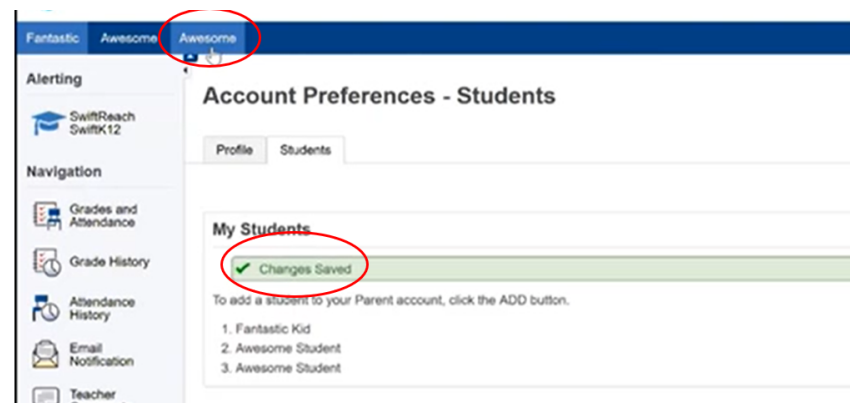 Fantastic Awesome Awesome
Alerting
SwiftReach
SwiftK12
Navigation
Grades and
Attendance
Grade History
Attendance
History
Email
Notification
Teacher
Account Preferences - Students
Profile Students
My Students
Changes Saved
To add a student to your Parent account, click the ADD button.
1. Fantastic Kid
2. Awesome Student
3. Awesome Student